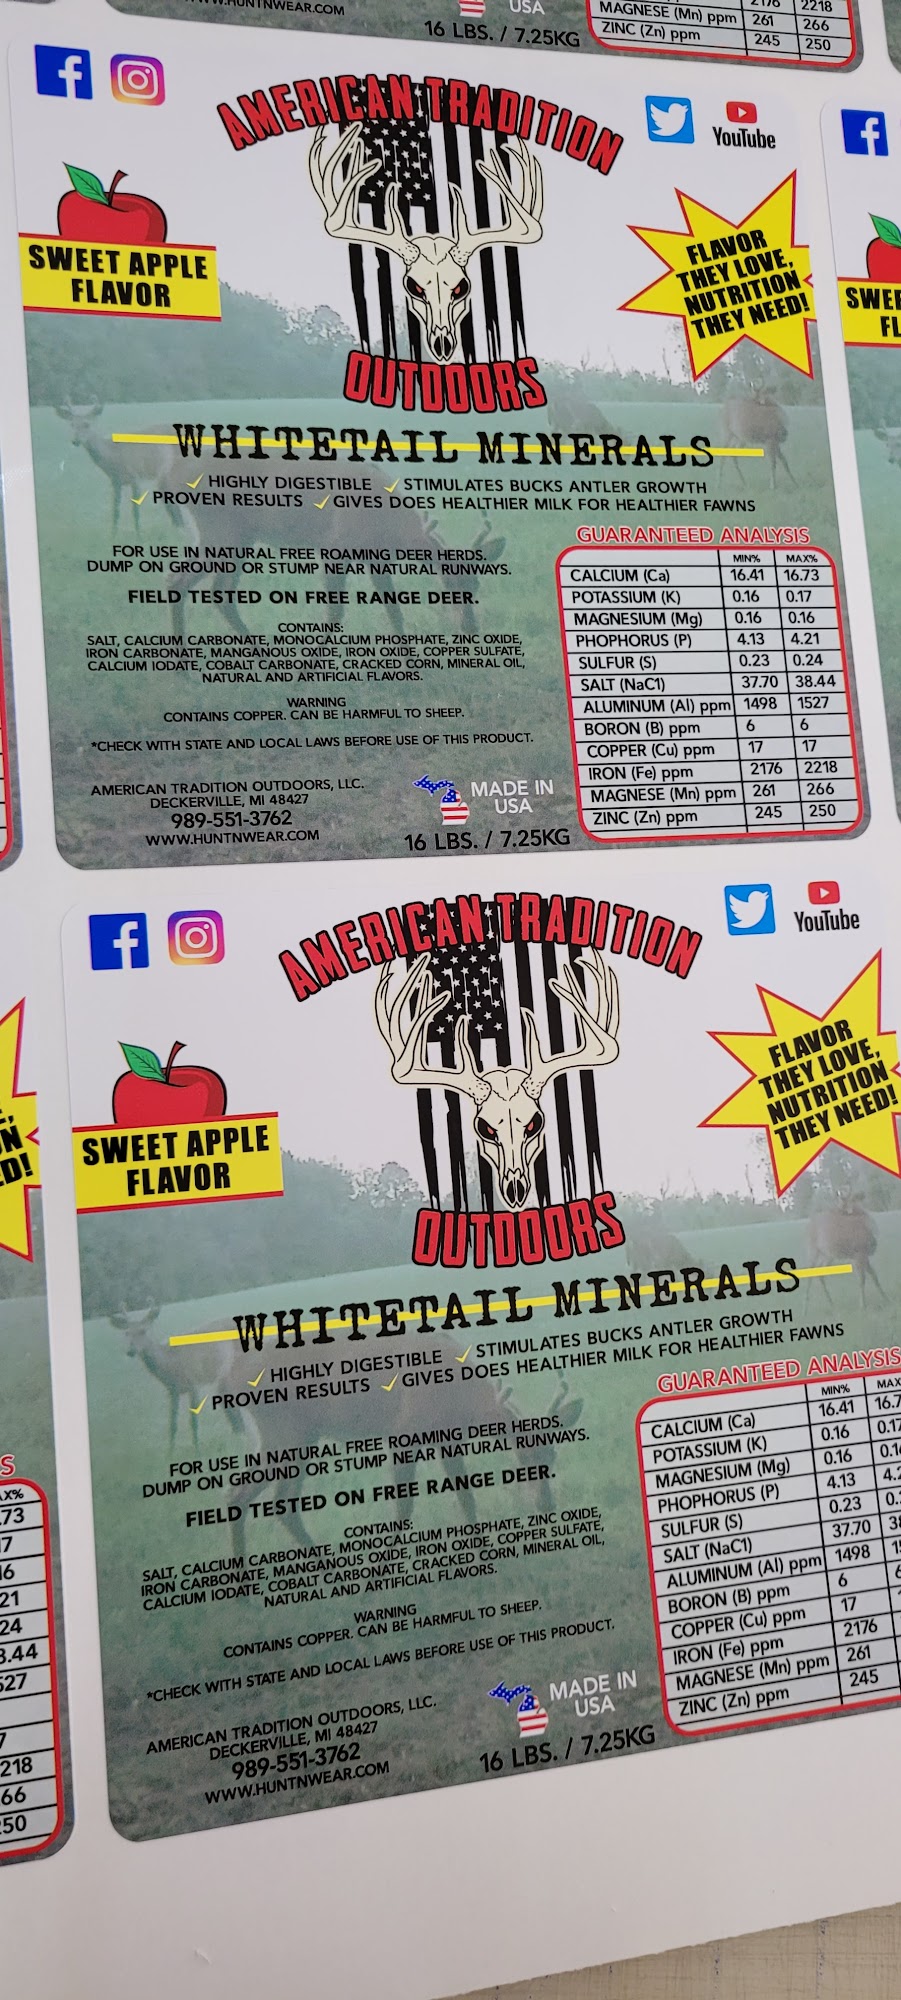 WWW.HUNTNWEAR.COM
USA
16 LBS. / 7.25KG
2176 2218
MAGNESE (Mn) ppm 261 266
ZINC (Zn) ppm 245 250
AMERICAN TRADITION
OUTDOORS
YouTube
SWEET APPLE
FLAVOR
FLAVOR
THEY LOVE,
NUTRITION
THEY NEED!
WHITETAIL MINERALS
HIGHLY DIGESTIBLE STIMULATES BUCKS ANTLER GROWTH
PROVEN RESULTS GIVES DOES HEALTHIER MILK FOR HEALTHIER FAWNS
FOR USE IN NATURAL FREE ROAMING DEER HERDS.
DUMP ON GROUND OR STUMP NEAR NATURAL RUNWAYS.
FIELD TESTED ON FREE RANGE DEER.
CONTAINS:
SALT, CALCIUM CARBONATE, MONOCALCIUM PHOSPHATE, ZINC OXIDE,
IRON CARBONATE, MANGANOUS OXIDE, IRON OXIDE, COPPER SULFATE,
CALCIUM IODATE, COBALT CARBONATE, CRACKED CORN, MINERAL OIL,
NATURAL AND ARTIFICIAL FLAVORS.
WARNING
CONTAINS COPPER. CAN BE HARMFUL TO SHEEP.
*CHECK WITH STATE AND LOCAL LAWS BEFORE USE OF THIS PRODUCT.
AMERICAN TRADITION OUTDOORS, LLC.
DECKERVILLE, MI 48427
989-551-3762
WWW.HUNTNWEAR.COM
MADE IN
USA
16 LBS. / 7.25KG
GUARANTEED ANALYSIS
MIN% MAX%
CALCIUM (Ca) 16.41 16.73
POTASSIUM (K) 0.16 0.17
MAGNESIUM (Mg) 0.16 0.16
PHOPHORUS (P) 4.13 4.21
SULFUR (S) 0.23 0.24
SALT (NaC1) 37.70 38.44
ALUMINUM (Al) ppm 1498 1527
BORON (B) ppm 6 6
COPPER (Cu) ppm 17 17
IRON (Fe) ppm 2176 2218
MAGNESE (Mn) ppm 261 266
ZINC (Zn) ppm 245 250
AMERICAN TRADITION
OUTDOORS
YouTube
SWEET APPLE
FLAVOR
FLAVOR
THEY LOVE,
NUTRITION
THEY NEED!
WHITETAIL MINERALS
HIGHLY DIGESTIBLE STIMULATES BUCKS ANTLER GROWTH
PROVEN RESULTS GIVES DOES HEALTHIER MILK FOR HEALTHIER FAWNS
FOR USE IN NATURAL FREE ROAMING DEER HERDS.
DUMP ON GROUND OR STUMP NEAR NATURAL RUNWAYS.
FIELD TESTED ON FREE RANGE DEER.
CONTAINS:
SALT, CALCIUM CARBONATE, MONOCALCIUM PHOSPHATE, ZINC OXIDE,
IRON CARBONATE, MANGANOUS OXIDE, IRON OXIDE, COPPER SULFATE,
CALCIUM IODATE, COBALT CARBONATE, CRACKED CORN, MINERAL OIL,
NATURAL AND ARTIFICIAL FLAVORS.
WARNING
CONTAINS COPPER. CAN BE HARMFUL TO SHEEP.
*CHECK WITH STATE AND LOCAL LAWS BEFORE USE OF THIS PRODUCT.
AMERICAN TRADITION OUTDOORS, LLC.
DECKERVILLE, MI 48427
989-551-3762
WWW.HUNTNWEAR.COM
MADE IN
USA
16 LBS. / 7.25KG
GUARANTEED ANALYSIS
MIN% MAX
CALCIUM (Ca) 16.41 16.7
POTASSIUM (K) 0.16 0.17
MAGNESIUM (Mg) 0.16 0.1
PHOPHORUS (P) 4.13 4.2
SULFUR (S) 0.23 0.
SALT (NaC1) 37.70 38
ALUMINUM (Al) ppm 1498 1
BORON (B) ppm 6
COPPER (Cu) ppm 17
IRON (Fe) ppm 2176
MAGNESE (Mn) ppm 261
ZINC (Zn) ppm 245